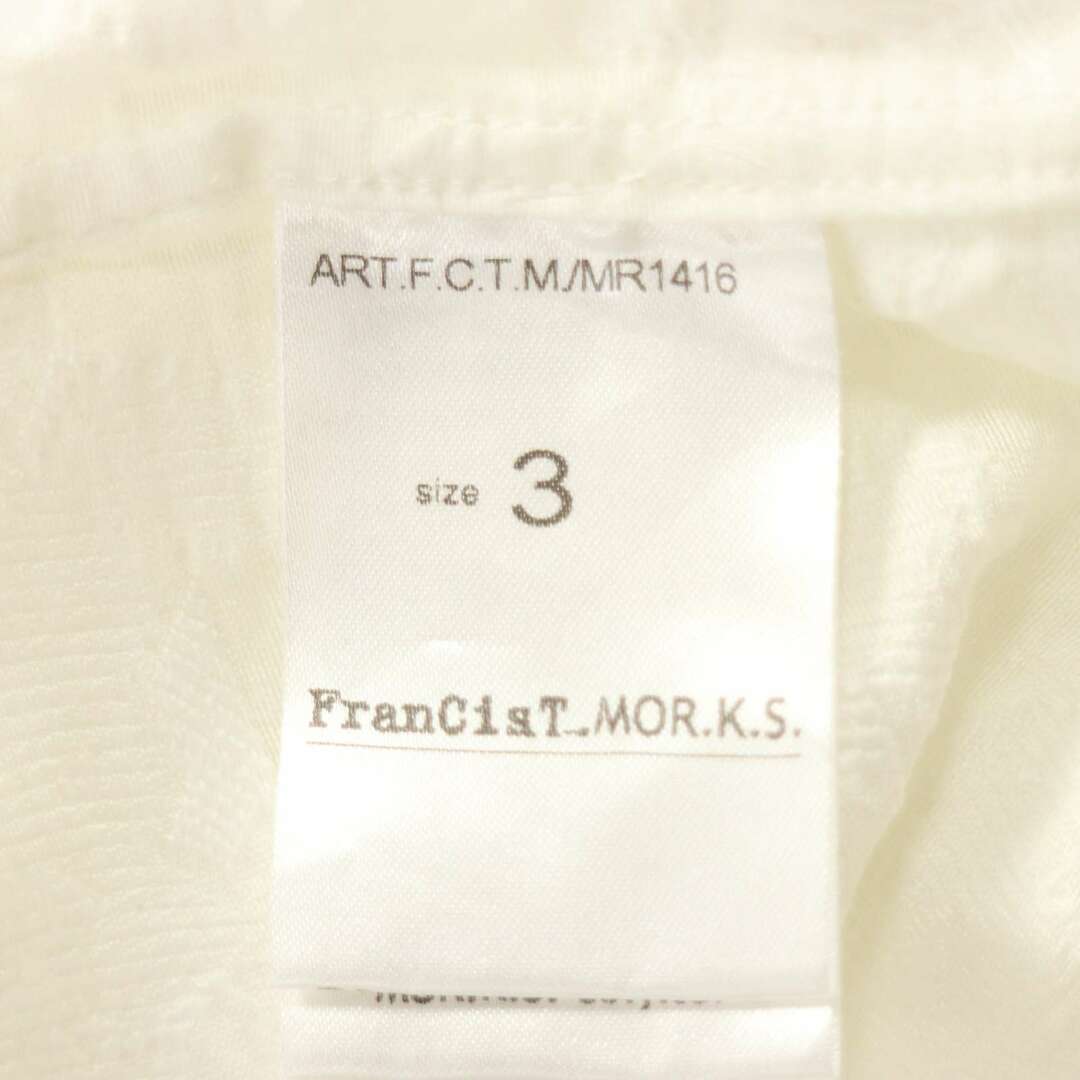 ART.F.C.T.M./MR1416
size 3
FranCisT_MOR.K.S.